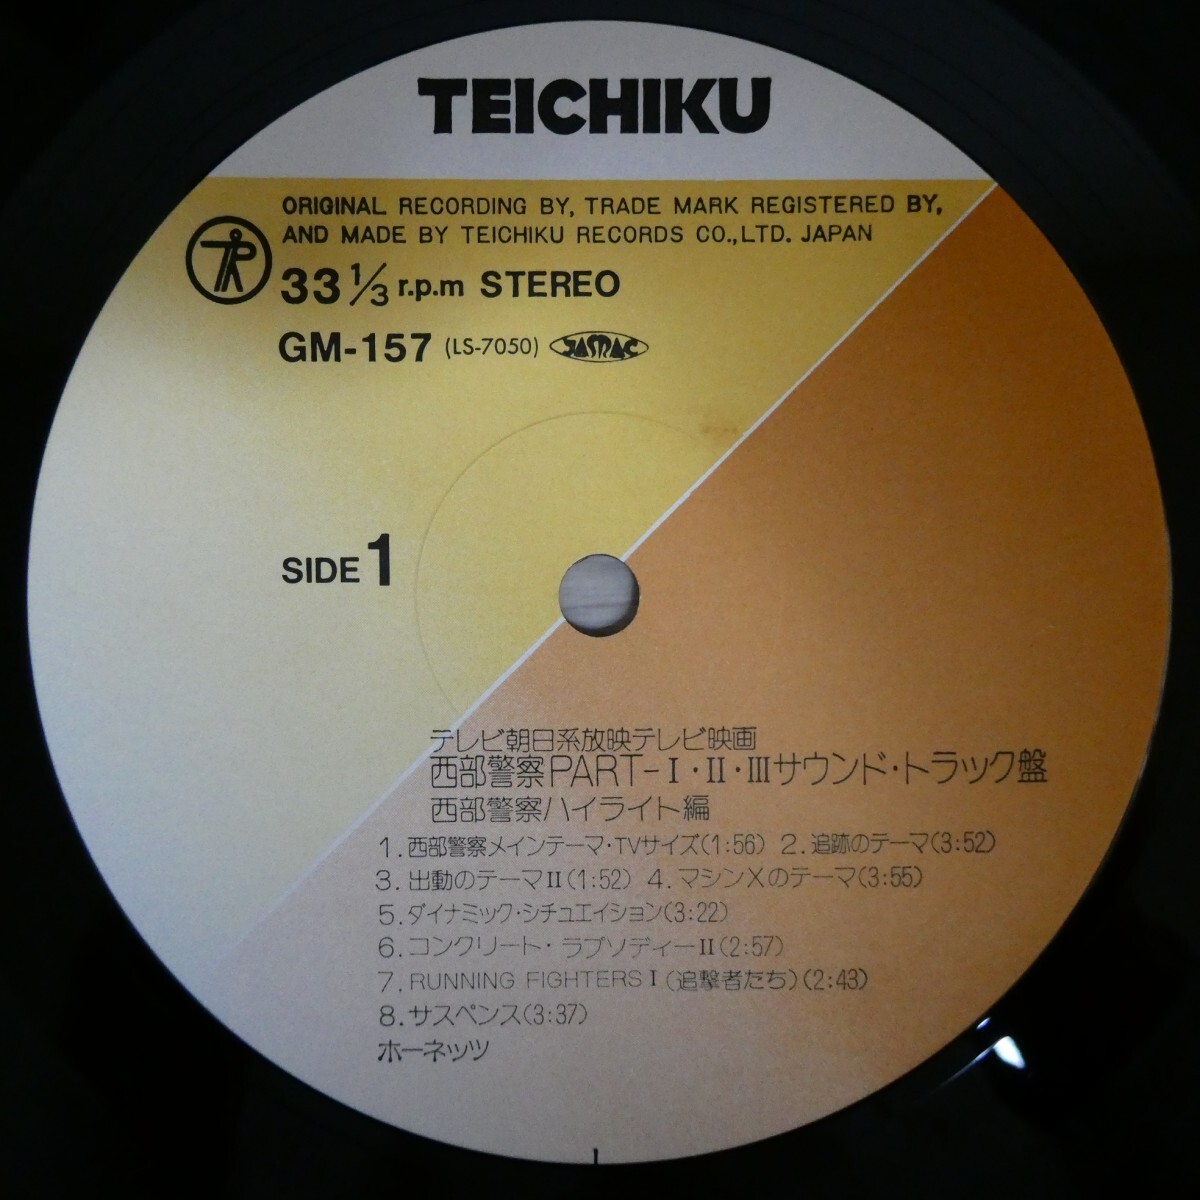 TEICHIKU
ORIGINAL RECORDING BY, TRADE MARK REGISTERED BY,
AND MADE BY TEICHIKU RECORDS CO.,LTD. JAPAN
33 1/3 r.p.m STEREO
GM-157 (LS-7050) JASRAC
SIDE 1
テレビ朝日系放映テレビ映画
西部警察PART-Ⅰ・Ⅱ・Ⅲサウンド・トラック盤
西部警察ハイライト編
1. 西部警察メインテーマ・TVサイズ(1:56) 2. 追跡のテーマ(3:52)
3. 出動のテーマⅡ(1:52) 4. マシンXのテーマ(3:55)
5. ダイナミック・シチュエイション(3:22)
6. コンクリート・ラプソディーⅡ(2:57)
7. RUNNING FIGHTERS Ⅰ (追撃者たち)(2:43)
8. サスペンス(3:37)
ホーネッツ